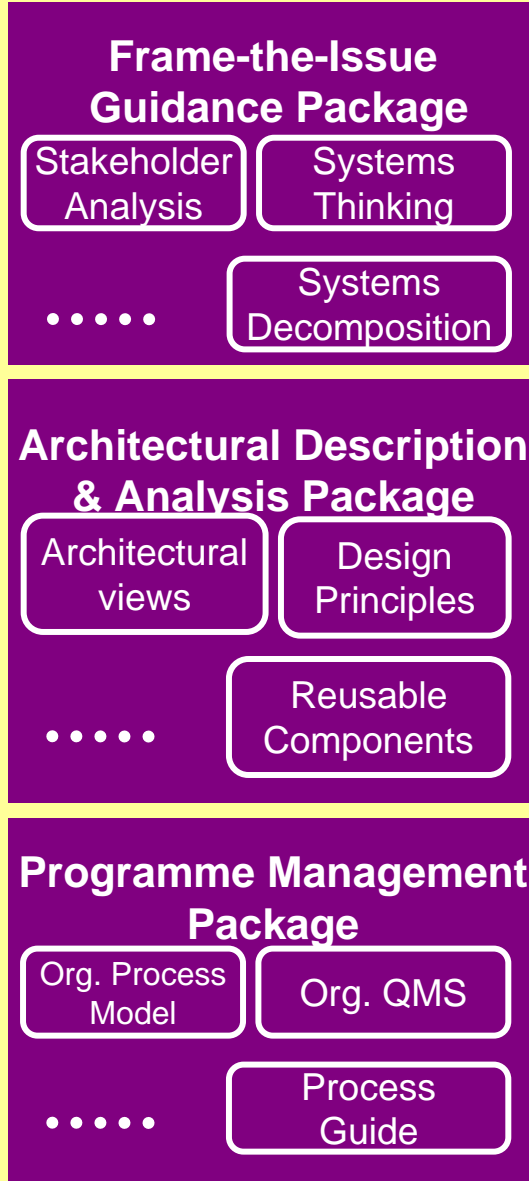 Frame-the-Issue
Guidance Package
Stakeholder
Analysis
Systems
Thinking
.....
Systems
Decomposition
Architectural Description
& Analysis Package
Architectural
views
Design
Principles
.....
Reusable
Components
Programme Management
Package
Org. Process
Model
Org. QMS
.....
Process
Guide